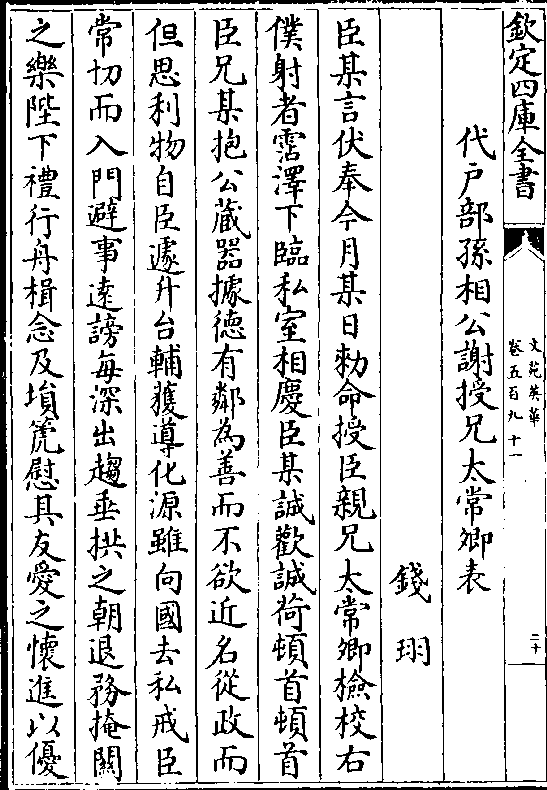 欽定四庫全書
文苑英華
卷五百九十一
二十
代戸部孫相公謝授兄太常卿表
錢珝
臣某言伏奉今月某日勅命授臣親兄太常卿檢校右
僕射者霑澤下臨私室相慶臣某誠歡誠荷頓首頓首
臣兄某抱公藏器據徳有鄰為善而不欲近名從政而
但思利物自臣遽升台輔獲導化源雖向國去私戒臣
常切而入門避事逺謗每深出趨垂拱之朝退務掩闗
之樂陛下禮行舟楫念及塤箎慰其友愛之懷進以優